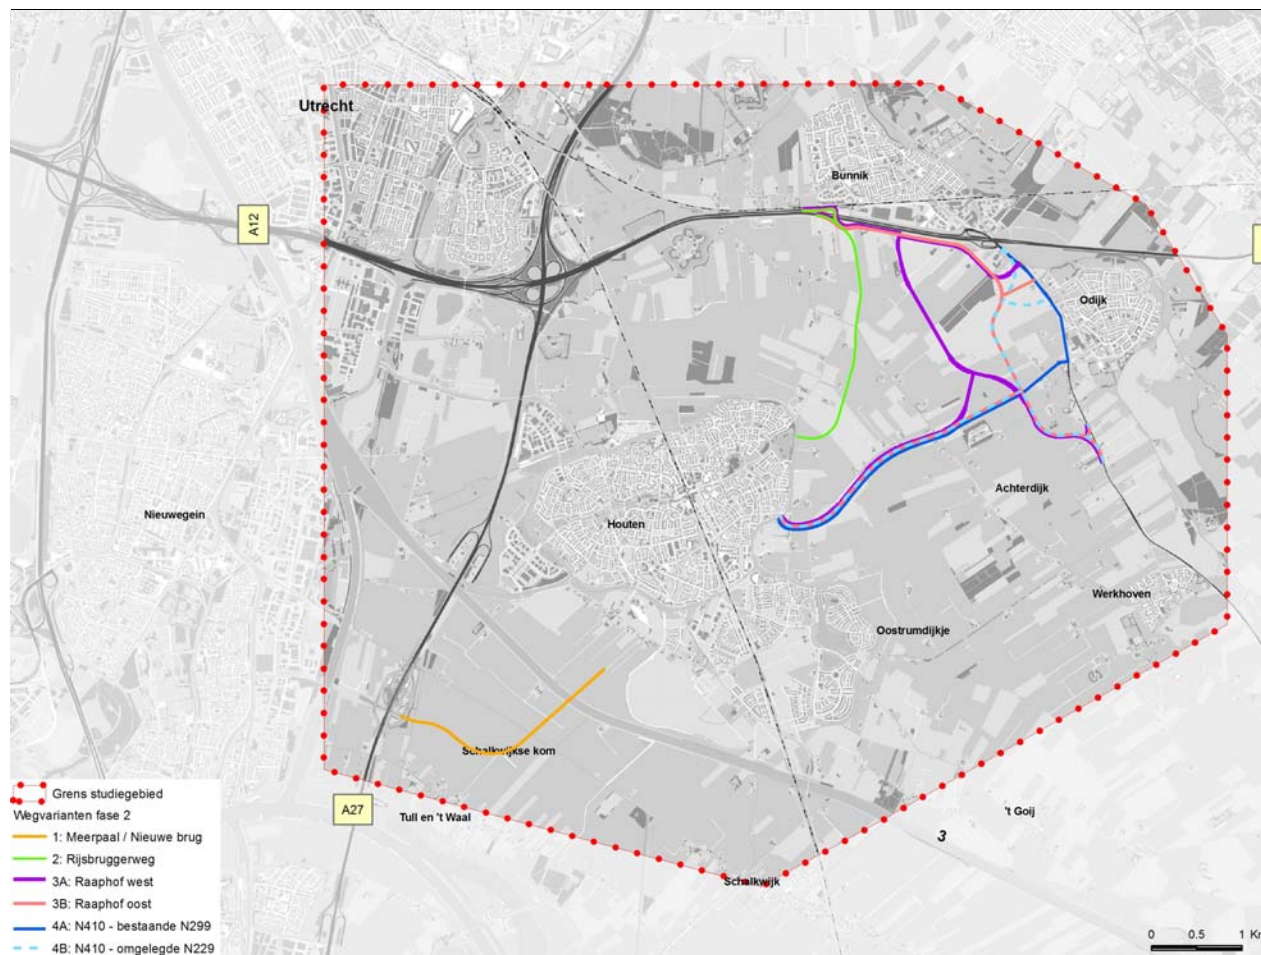 Utrecht
Bunnik
A12
Odijk
Nieuwegein
Houten
Achterdijk
Werkhoven
Oostrumdijkje
Schalkwijkse kom
A27
Tull en 't Waal
't Goij
3
Schalkwijk
Grens studiegebied
Wegvarianten fase 2
1: Meerpaal / Nieuwe brug
2: Rijsbruggerweg
3A: Raaphof west
3B: Raaphof oost
4A: N410 - bestaande N299
4B: N410 - omgelegde N229
0 0.5 1 Km